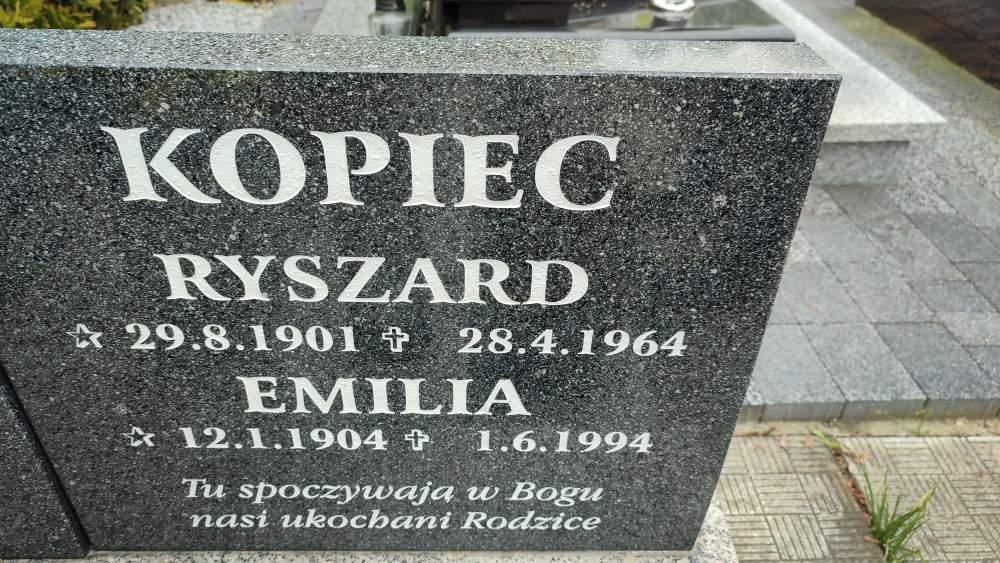 KOPIEC
RYSZARD
☆ 29.8.1901 ✞ 28.4.1964
EMILIA
☆ 12.1.1904 ✞ 1.6.1994
Tu spoczywają w Bogu
nasi ukochani Rodzice